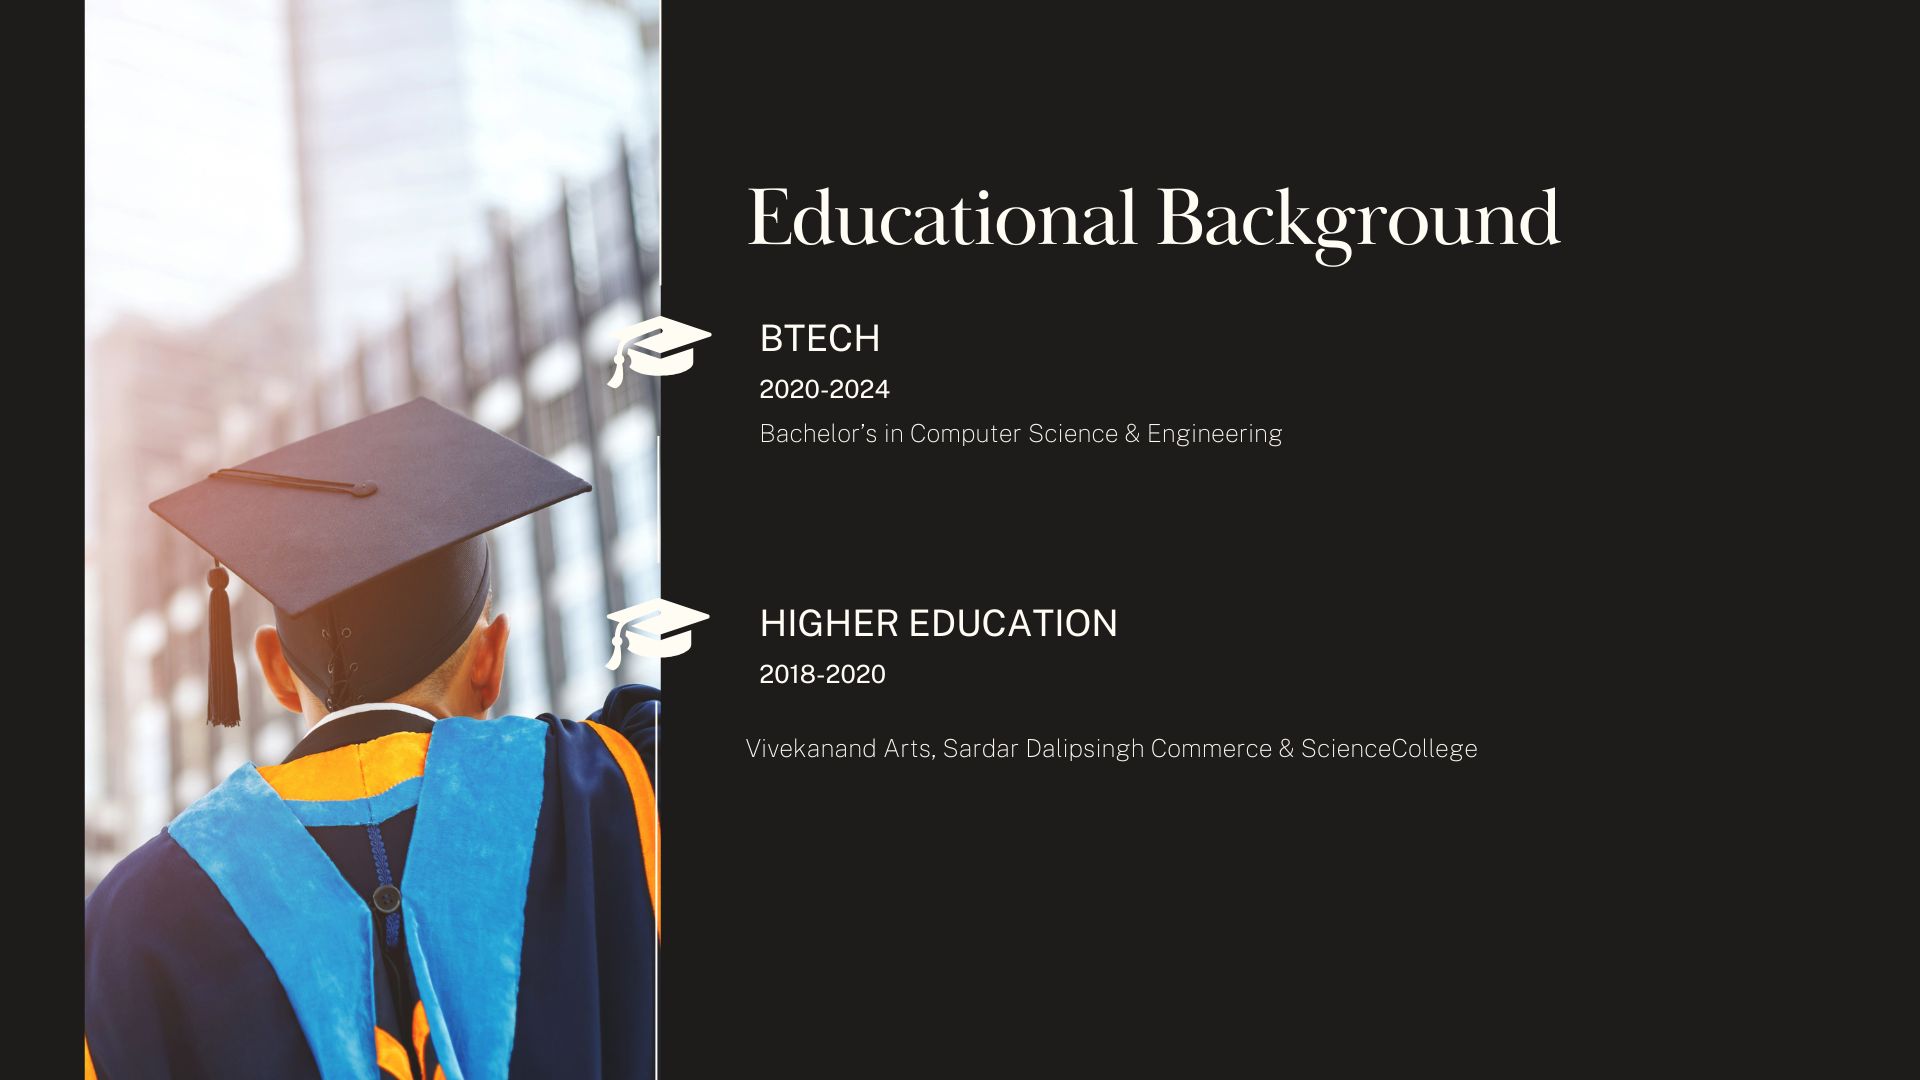 Educational Background
BTECH
2020-2024
Bachelor’s in Computer Science & Engineering
HIGHER EDUCATION
2018-2020
Vivekanand Arts, Sardar Dalipsingh Commerce & ScienceCollege